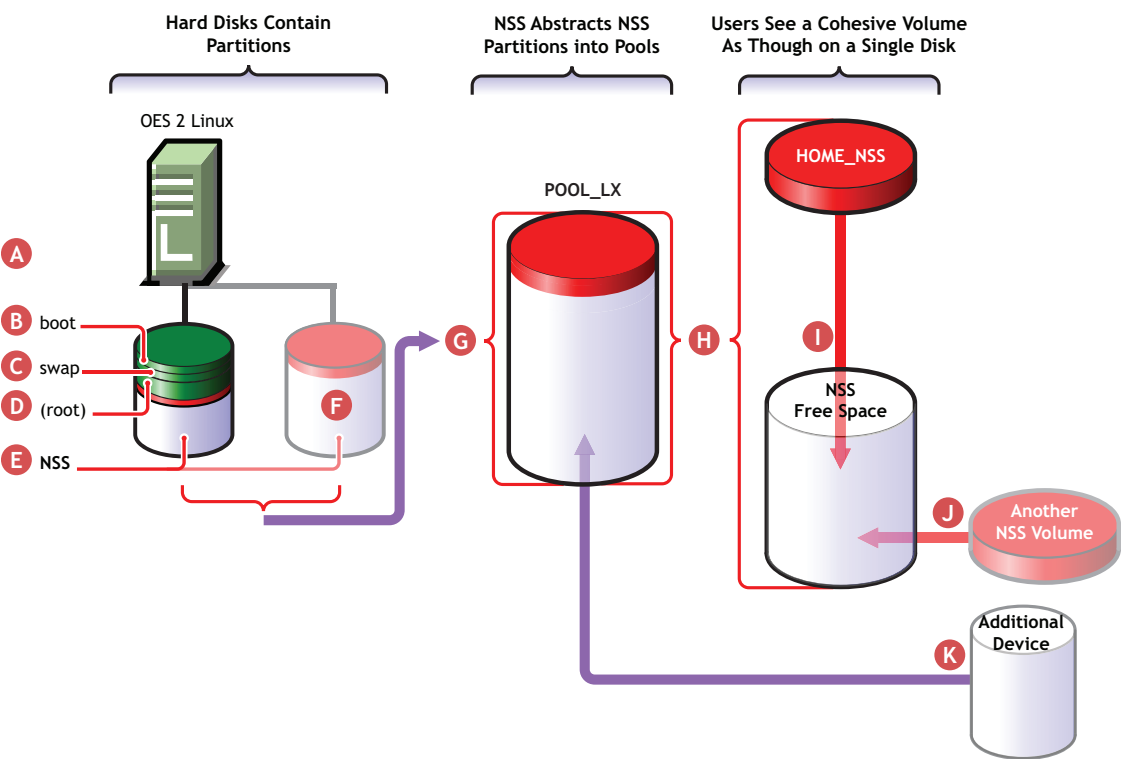 Hard Disks Contain
Partitions
NSS Abstracts NSS
Partitions into Pools
Users See a Cohesive Volume
As Though on a Single Disk
OES 2 Linux
L
A
B boot
C swap
D (root)
E NSS
F
G
POOL_LX
H
HOME_NSS
I
NSS
Free Space
J
Another
NSS Volume
K
Additional
Device